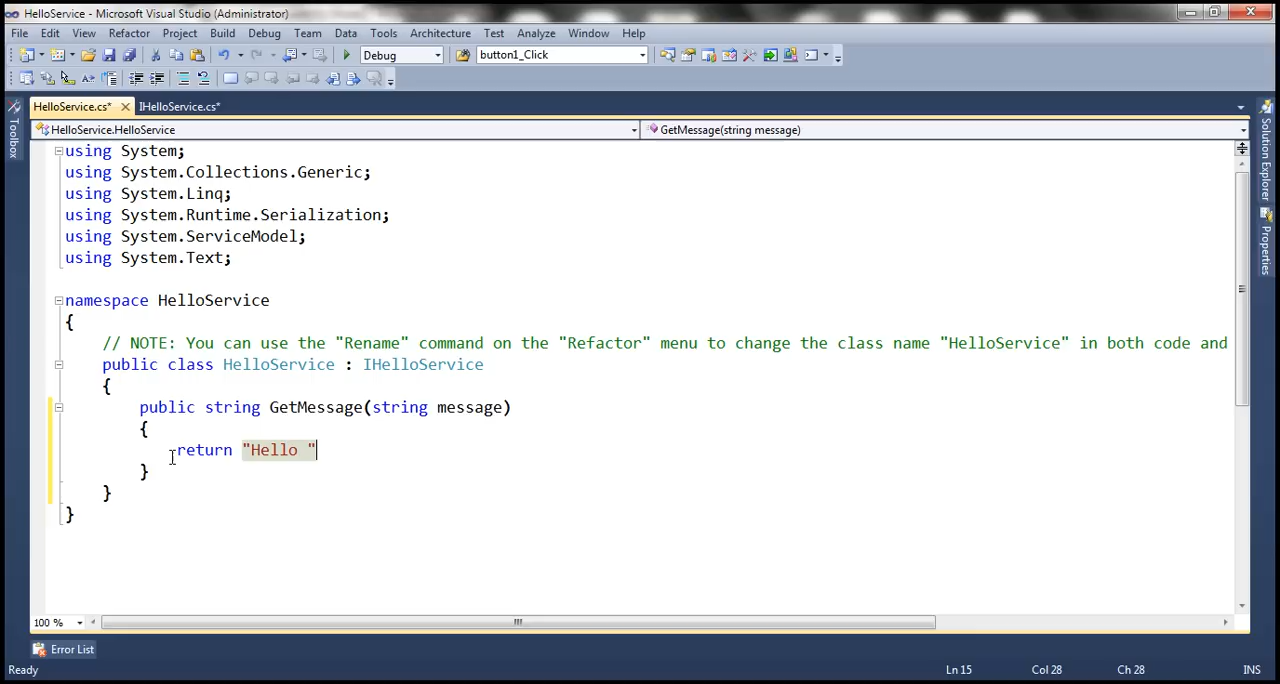 HelloService - Microsoft Visual Studio (Administrator)
File Edit View Refactor Project Build Debug Team Data Tools Architecture Test Analyze Window Help
Debug button1_Click
HelloService.cs* IHelloService.cs*
HelloService.HelloService GetMessage(string message)
Toolbox
Solution Explorer
Properties
using System;
using System.Collections.Generic;
using System.Linq;
using System.Runtime.Serialization;
using System.ServiceModel;
using System.Text;
namespace HelloService
{
// NOTE: You can use the "Rename" command on the "Refactor" menu to change the class name "HelloService" in both code and
public class HelloService : IHelloService
{
public string GetMessage(string message)
{
return "Hello "
}
}
}
100 %
Error List
Ready Ln 15 Col 28 Ch 28 INS